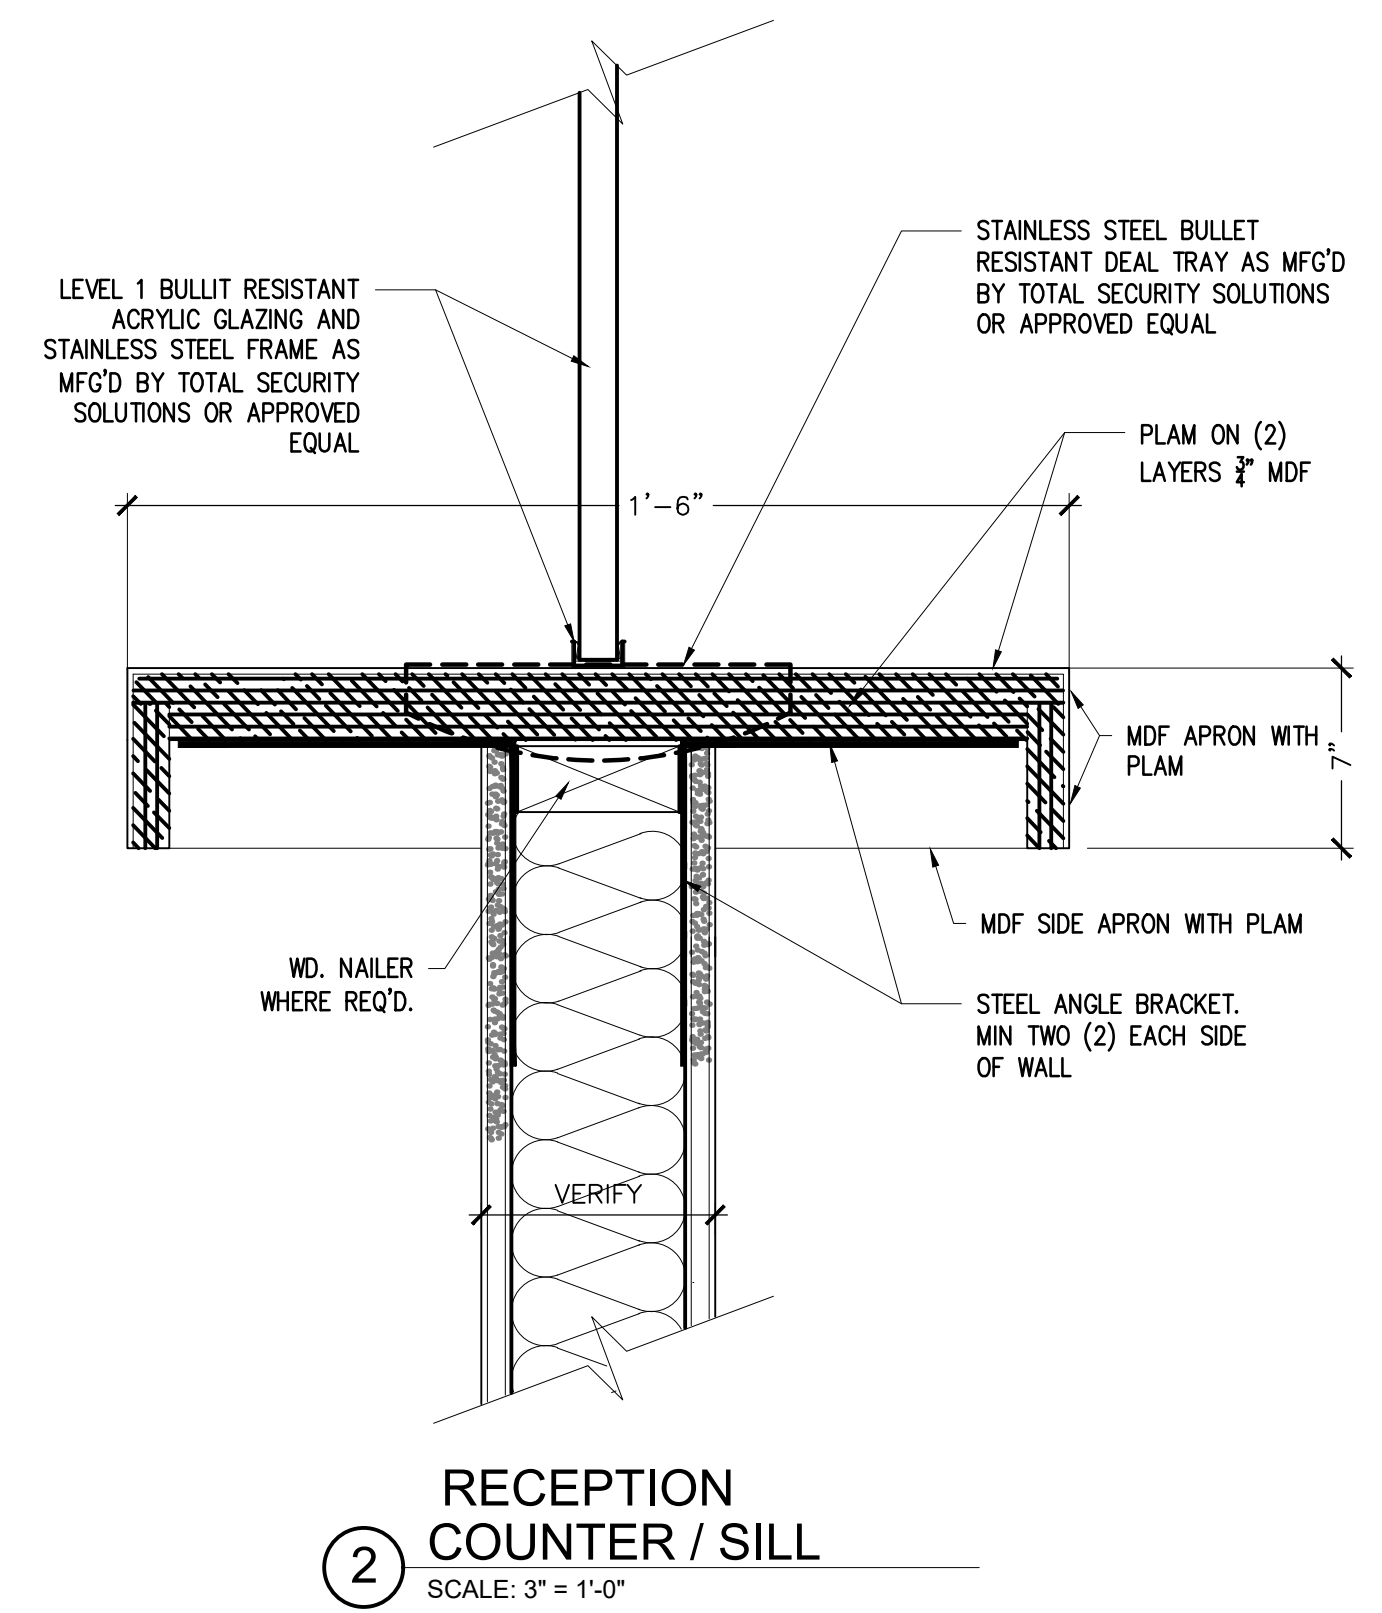 STAINLESS STEEL BULLET
RESISTANT DEAL TRAY AS MFG'D
BY TOTAL SECURITY SOLUTIONS
OR APPROVED EQUAL
LEVEL 1 BULLIT RESISTANT
ACRYLIC GLAZING AND
STAINLESS STEEL FRAME AS
MFG'D BY TOTAL SECURITY
SOLUTIONS OR APPROVED
EQUAL
PLAM ON (2)
LAYERS 3/4" MDF
1'-6"
MDF APRON WITH
PLAM
7"
MDF SIDE APRON WITH PLAM
WD. NAILER
WHERE REQ'D.
STEEL ANGLE BRACKET.
MIN TWO (2) EACH SIDE
OF WALL
VERIFY
RECEPTION
COUNTER / SILL
2
SCALE: 3" = 1'-0"